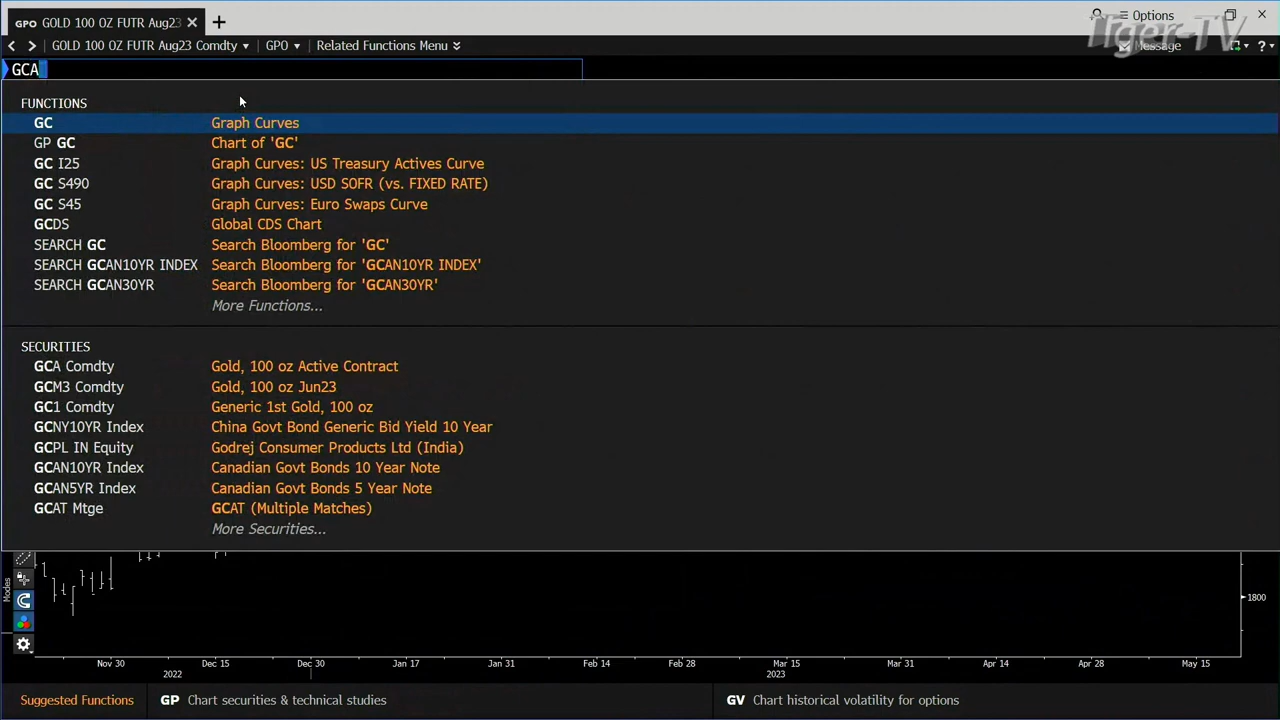 GPO GOLD 100 OZ FUTR Aug23
Options
Tiger-TV
GOLD 100 OZ FUTR Aug23 Comdty GPO Related Functions Menu Message ?
GCA
FUNCTIONS
GC Graph Curves
GP GC Chart of 'GC'
GC I25 Graph Curves: US Treasury Actives Curve
GC S490 Graph Curves: USD SOFR (vs. FIXED RATE)
GC S45 Graph Curves: Euro Swaps Curve
GCDS Global CDS Chart
SEARCH GC Search Bloomberg for 'GC'
SEARCH GCAN10YR INDEX Search Bloomberg for 'GCAN10YR INDEX'
SEARCH GCAN30YR Search Bloomberg for 'GCAN30YR'
More Functions...
SECURITIES
GCA Comdty Gold, 100 oz Active Contract
GCM3 Comdty Gold, 100 oz Jun23
GC1 Comdty Generic 1st Gold, 100 oz
GCNY10YR Index China Govt Bond Generic Bid Yield 10 Year
GCPL IN Equity Godrej Consumer Products Ltd (India)
GCAN10YR Index Canadian Govt Bonds 10 Year Note
GCAN5YR Index Canadian Govt Bonds 5 Year Note
GCAT Mtge GCAT (Multiple Matches)
More Securities...
Modes
1800
Nov 30 Dec 15 Dec 30 Jan 17 Jan 31 Feb 14 Feb 28 Mar 15 Mar 31 Apr 14 Apr 28 May 15
2022 2023
Suggested Functions GP Chart securities & technical studies GV Chart historical volatility for options